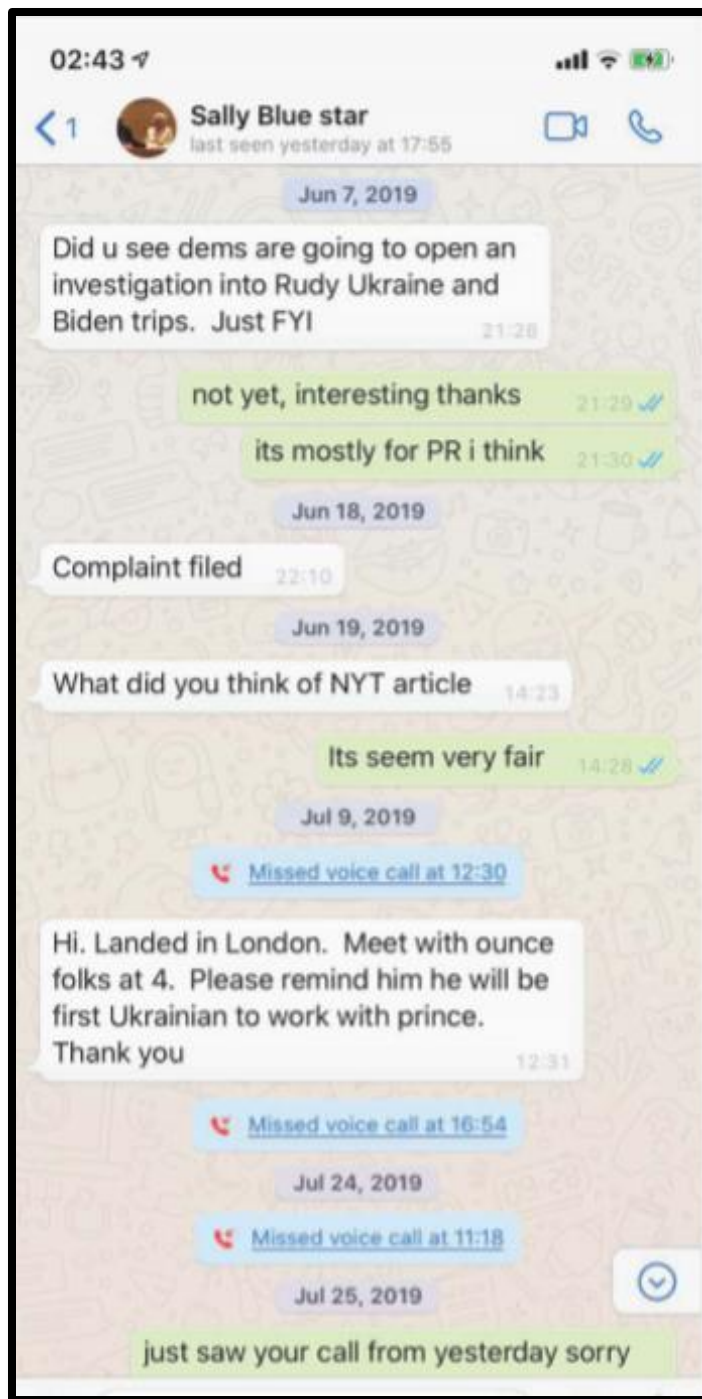 02:43
1
Sally Blue star
last seen yesterday at 17:55
Jun 7, 2019
Did u see dems are going to open an
investigation into Rudy Ukraine and
Biden trips.  Just FYI
21:28
not yet, interesting thanks
21:29
its mostly for PR i think
21:30
Jun 18, 2019
Complaint filed
22:10
Jun 19, 2019
What did you think of NYT article
14:23
Its seem very fair
14:28
Jul 9, 2019
Missed voice call at 12:30
Hi. Landed in London.  Meet with ounce
folks at 4.  Please remind him he will be
first Ukrainian to work with prince.
Thank you
12:31
Missed voice call at 16:54
Jul 24, 2019
Missed voice call at 11:18
Jul 25, 2019
just saw your call from yesterday sorry